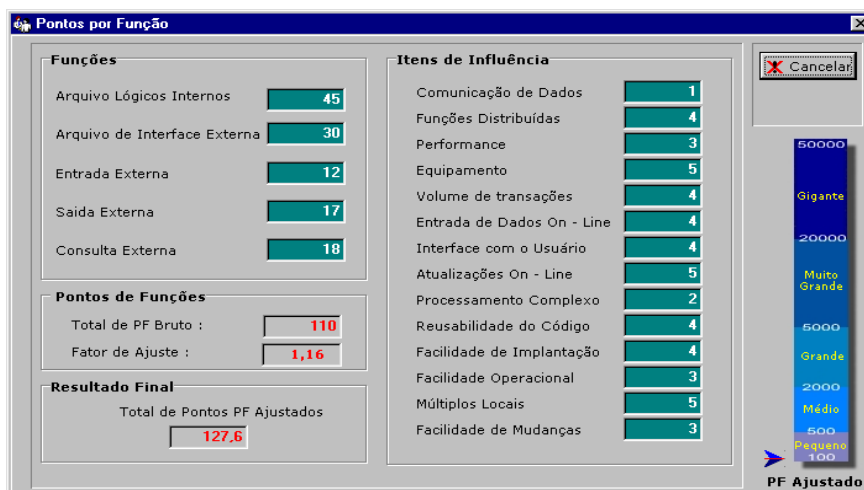 Pontos por Função
Funções
Arquivo Lógicos Internos 45
Arquivo de Interface Externa 30
Entrada Externa 12
Saida Externa 17
Consulta Externa 18
Pontos de Funções
Total de PF Bruto : 110
Fator de Ajuste : 1,16
Resultado Final
Total de Pontos PF Ajustados
127,6
Itens de Influência
Comunicação de Dados 1
Funções Distribuídas 4
Performance 3
Equipamento 5
Volume de transações 4
Entrada de Dados On - Line 4
Interface com o Usuário 4
Atualizações On - Line 5
Processamento Complexo 2
Reusabilidade do Código 4
Facilidade de Implantação 4
Facilidade Operacional 3
Múltiplos Locais 5
Facilidade de Mudanças 3
Cancelar
50000
Gigante
20000
Muito
Grande
5000
Grande
2000
Médio
500
Pequeno
100
PF Ajustado